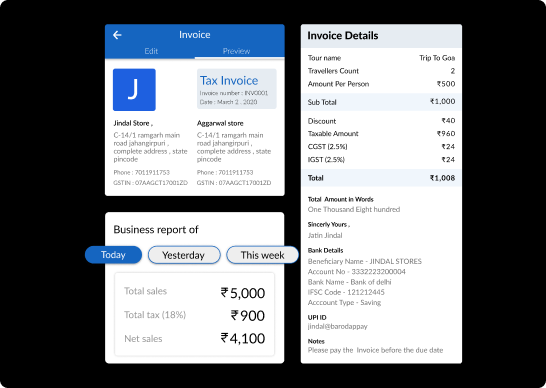 Invoice
Edit Preview
J
Tax Invoice
Invoice number : INV0001
Date : March 2 , 2020
Jindal Store ,
C-14/1 ramgarh main
road jahangirpuri ,
complete address , state
pincode
Phone : 7011911753
GSTIN : 07AAGCT17001ZD
Aggarwal store
C-14/1 ramgarh main
road jahangirpuri ,
complete address , state
pincode
Phone : 7011911753
GSTIN : 07AAGCT17001ZD
Business report of
Today Yesterday This week
Total sales ₹5,000
Total tax (18%) ₹900
Net sales ₹4,100
Invoice Details
Tour name Trip To Goa
Travellers Count 2
Amount Per Person ₹500
Sub Total ₹1,000
Discount ₹40
Taxable Amount ₹960
CGST (2.5%) ₹24
IGST (2.5%) ₹24
Total ₹1,008
Total Amount in Words
One Thousand Eight hundred
Sincerly Yours ,
Jatin Jindal
Bank Details
Beneficiary Name - JINDAL STORES
Account No - 3332223200004
Bank Name - Bank of delhi
IFSC Code - 121212445
Acccount Type - Saving
UPI ID
jindal@barodappay
Notes
Please pay the Invoice before the due date